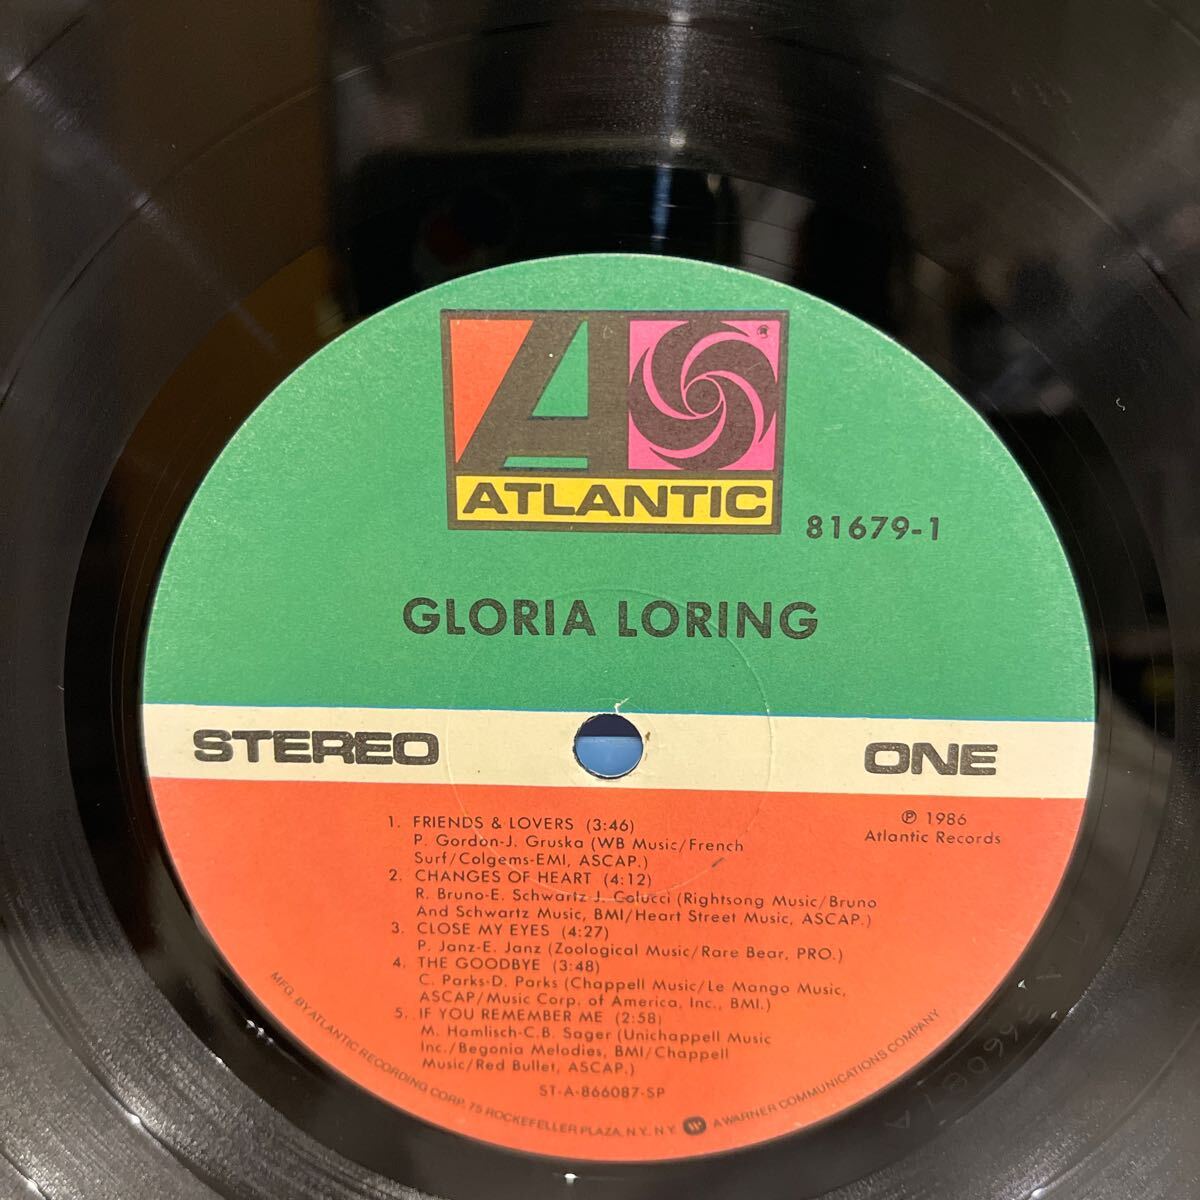 ATLANTIC
®
81679-1
GLORIA LORING
STEREO
ONE
℗ 1986
Atlantic Records
1. FRIENDS & LOVERS (3:46)
P. Gordon-J. Gruska (WB Music/French
Surf/Colgems-EMI, ASCAP.)
2. CHANGES OF HEART (4:12)
R. Bruno-E. Schwartz-J. Colucci (Rightsong Music/Bruno
And Schwartz Music, BMI/Heart Street Music, ASCAP.)
3. CLOSE MY EYES (4:27)
P. Janz-E. Janz (Zoological Music/Rare Bear, PRO.)
4. THE GOODBYE (3:48)
C. Parks-D. Parks (Chappell Music/Le Mango Music,
ASCAP/Music Corp. of America, Inc., BMI.)
5. IF YOU REMEMBER ME (2:58)
M. Hamlisch-C.B. Sager (Unichappell Music
Inc./Begonia Melodies, BMI/Chappell
Music/Red Bullet, ASCAP.)
ST-A-866087-SP
MFG. BY ATLANTIC RECORDING CORP. 75 ROCKEFELLER PLAZA, N.Y. N.Y. A WARNER COMMUNICATIONS COMPANY